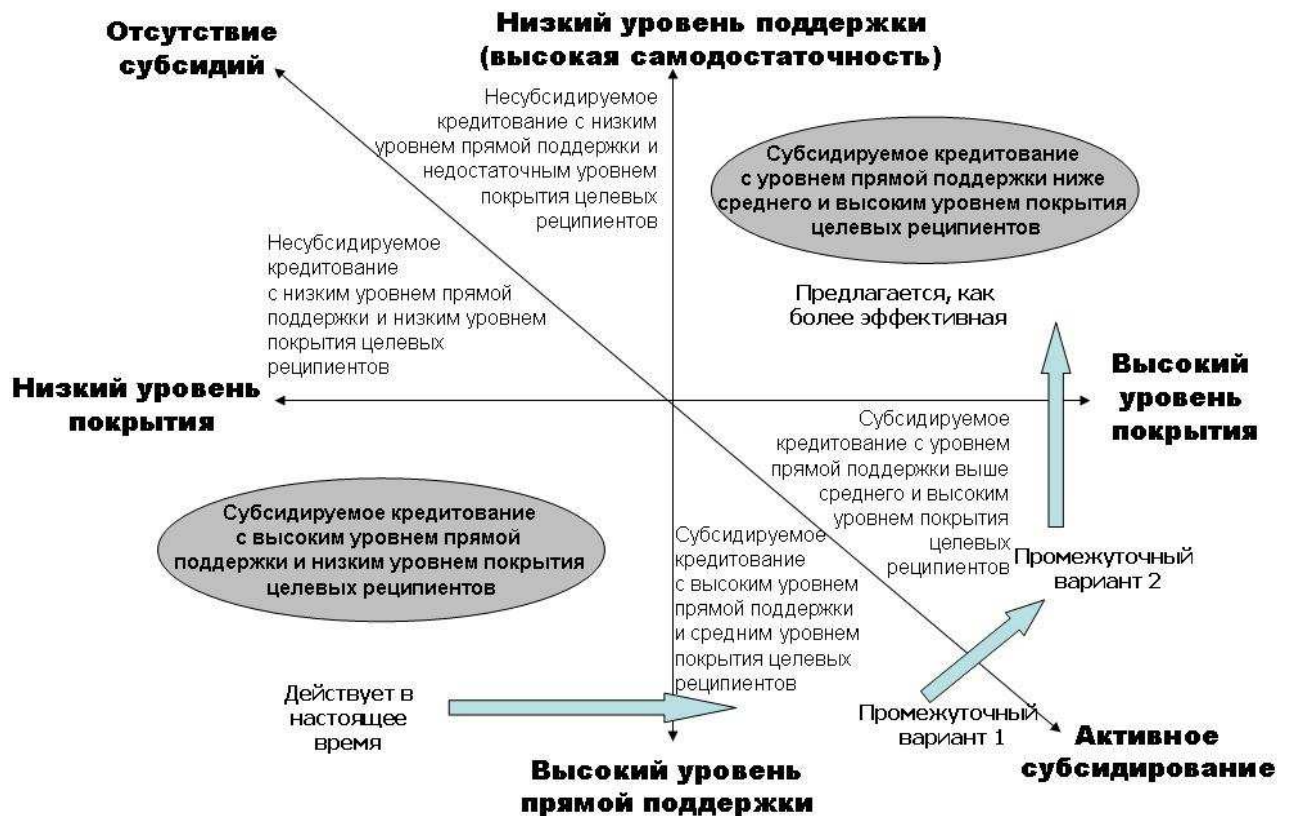 Отсутствие
субсидий
Низкий уровень поддержки
(высокая самодостаточность)
Несубсидируемое
кредитование с низким
уровнем прямой поддержки и
недостаточным уровнем
покрытия целевых
реципиентов
Субсидируемое кредитование
с уровнем прямой поддержки ниже
среднего и высоким уровнем покрытия
целевых реципиентов
Несубсидируемое
кредитование
с низким уровнем прямой
поддержки и низким уровнем
покрытия целевых
реципиентов
Предлагается, как
более эффективная
Низкий уровень
покрытия
Высокий
уровень
покрытия
Субсидируемое
кредитование с уровнем
прямой поддержки выше
среднего и высоким
уровнем покрытия
целевых
реципиентов
Субсидируемое кредитование
с высоким уровнем прямой
поддержки и низким уровнем покрытия
целевых реципиентов
Субсидируемое
кредитование
с высоким уровнем
прямой поддержки
и средним уровнем
покрытия целевых
реципиентов
Промежуточный
вариант 2
Действует в
настоящее
время
Промежуточный
вариант 1
Активное
субсидирование
Высокий уровень
прямой поддержки